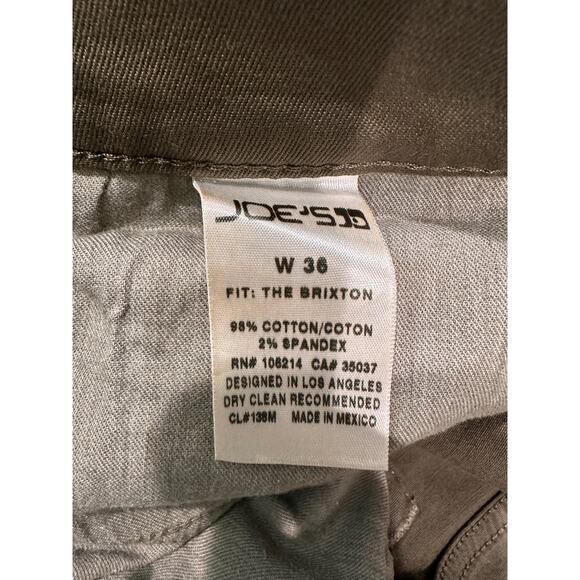 JOE'S
W 36
FIT: THE BRIXTON
98% COTTON/COTON
2% SPANDEX
RN# 106214 CA# 35037
DESIGNED IN LOS ANGELES
DRY CLEAN RECOMMENDED
CL#138M MADE IN MEXICO